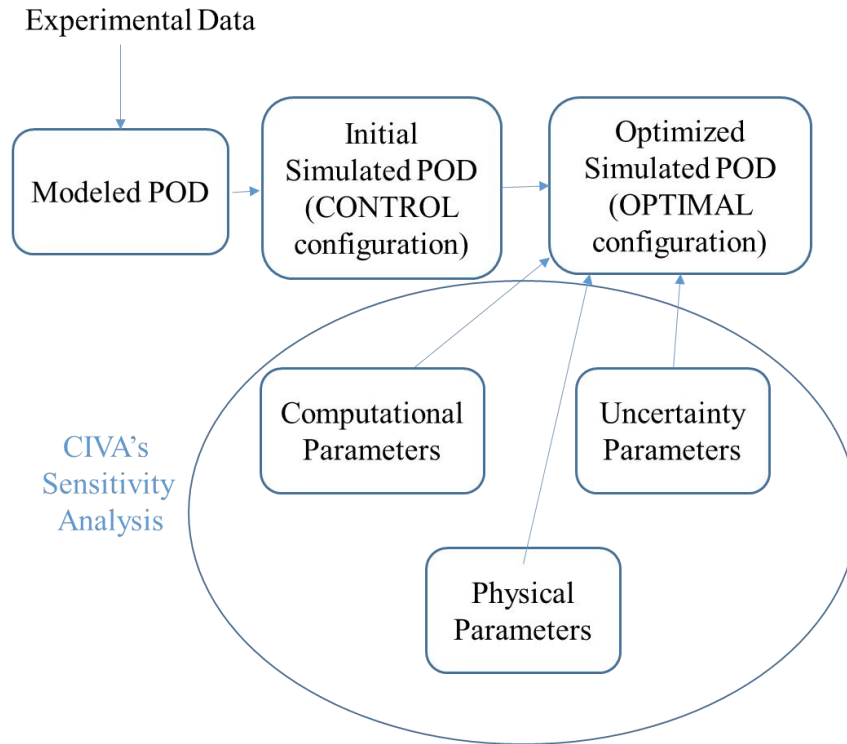 Experimental Data
Modeled POD
Initial
Simulated POD
(CONTROL
configuration)
Optimized
Simulated POD
(OPTIMAL
configuration)
Computational
Parameters
Uncertainty
Parameters
CIVA's
Sensitivity
Analysis
Physical
Parameters